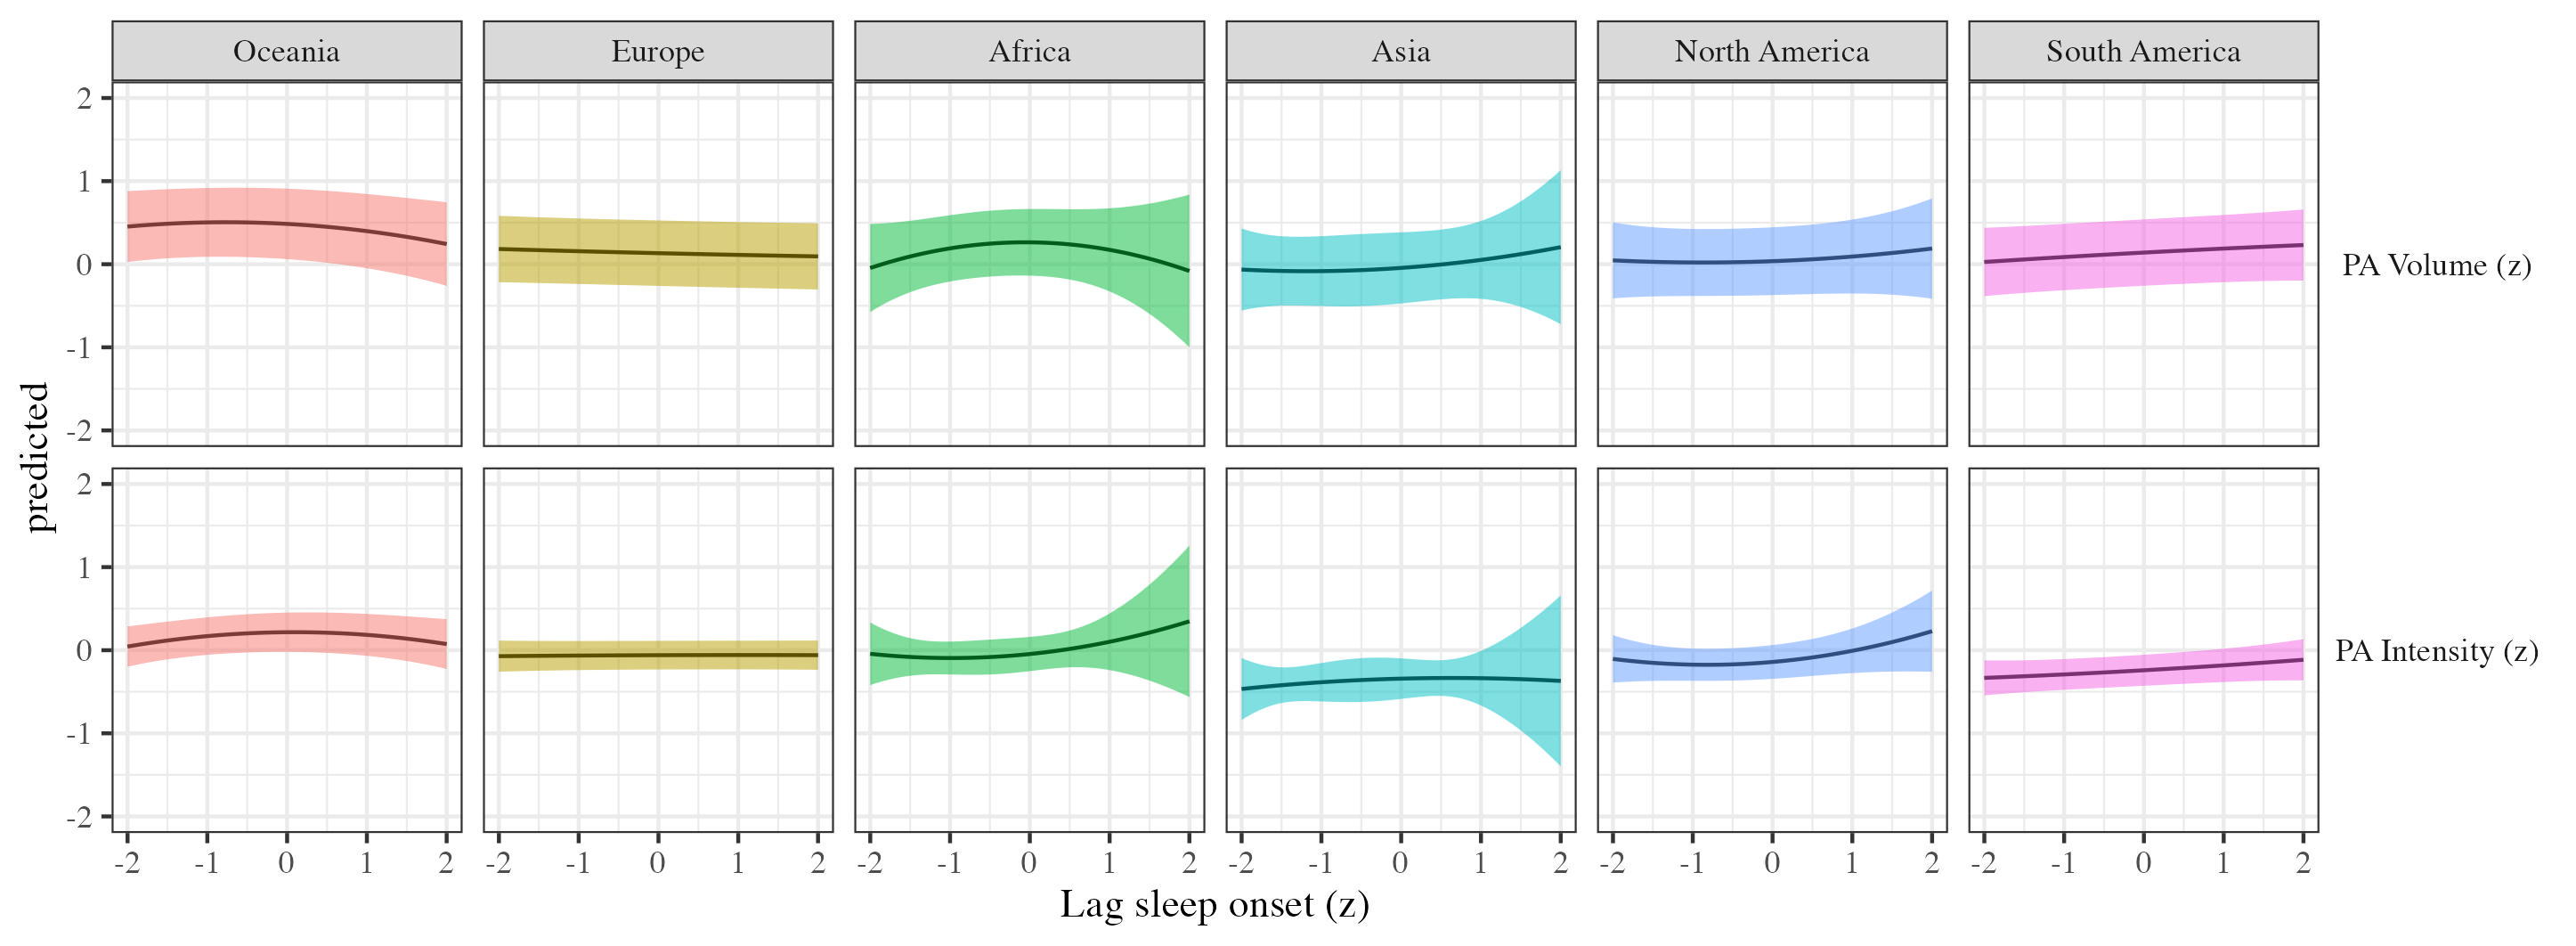 Oceania Europe Africa Asia North America South America
2
1
0
-1
-2
PA Volume (z)
predicted
2
1
0
-1
-2
PA Intensity (z)
-2 -1 0 1 2 -2 -1 0 1 2 -2 -1 0 1 2 -2 -1 0 1 2 -2 -1 0 1 2 -2 -1 0 1 2
Lag sleep onset (z)